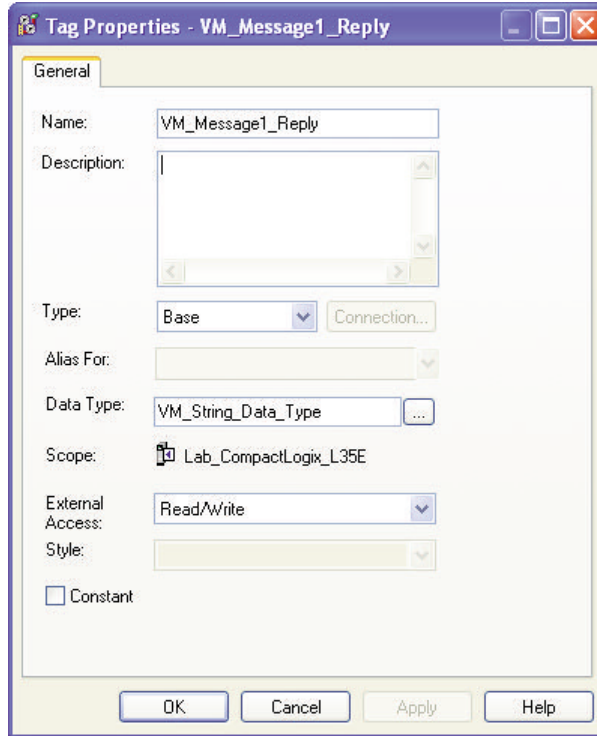 Tag Properties - VM_Message1_Reply
General
Name: VM_Message1_Reply
Description:
Type: Base Connection...
Alias For:
Data Type: VM_String_Data_Type ...
Scope: Lab_CompactLogix_L35E
External
Access: Read/Write
Style:
Constant
OK Cancel Apply Help